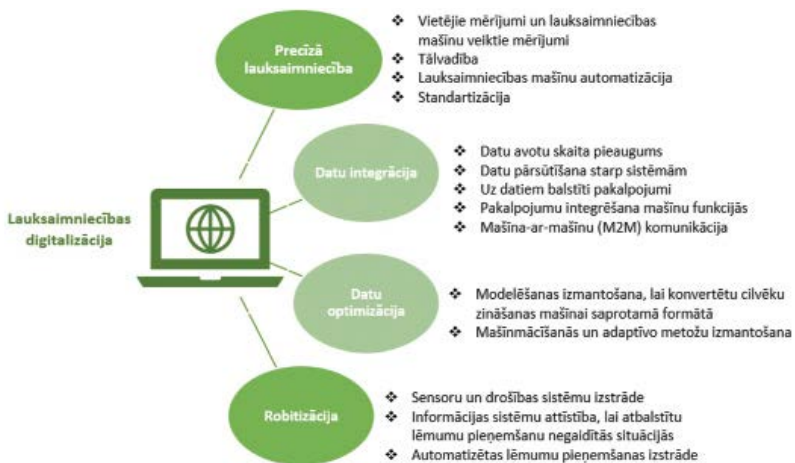 Lauksaimniecības
digitalizācija
Precīzā
lauksaimniecība
❖ Vietējie mērījumi un lauksaimniecības
mašīnu veiktie mērījumi
❖ Tālvadība
❖ Lauksaimniecības mašīnu automatizācija
❖ Standartizācija
Datu integrācija
❖ Datu avotu skaita pieaugums
❖ Datu pārsūtīšana starp sistēmām
❖ Uz datiem balstīti pakalpojumi
❖ Pakalpojumu integrēšana mašīnu funkcijās
❖ Mašīna-ar-mašīnu (M2M) komunikācija
Datu
optimizācija
❖ Modelēšanas izmantošana, lai konvertētu cilvēku
zināšanas mašīnai saprotamā formātā
❖ Mašīnmācīšanās un adaptīvo metožu izmantošana
Robitizācija
❖ Sensoru un drošības sistēmu izstrāde
❖ Informācijas sistēmu attīstība, lai atbalstītu
lēmumu pieņemšanu negaidītās situācijās
❖ Automatizētas lēmumu pieņemšanas izstrāde